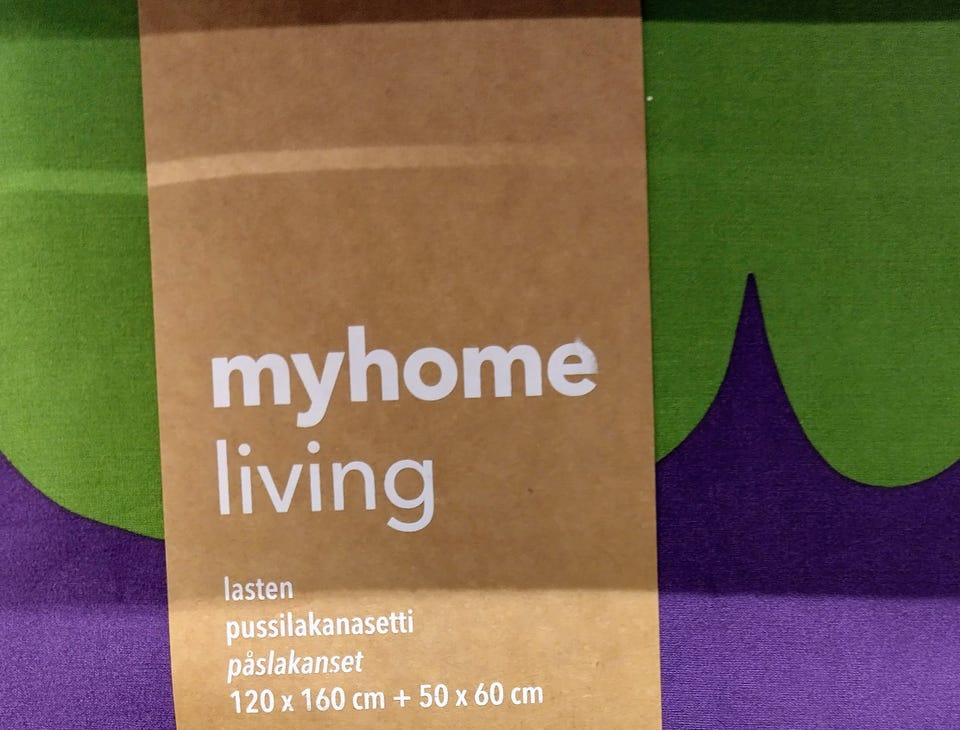 myhome
living
lasten
pussilakanasetti
påslakanset
120 x 160 cm + 50 x 60 cm